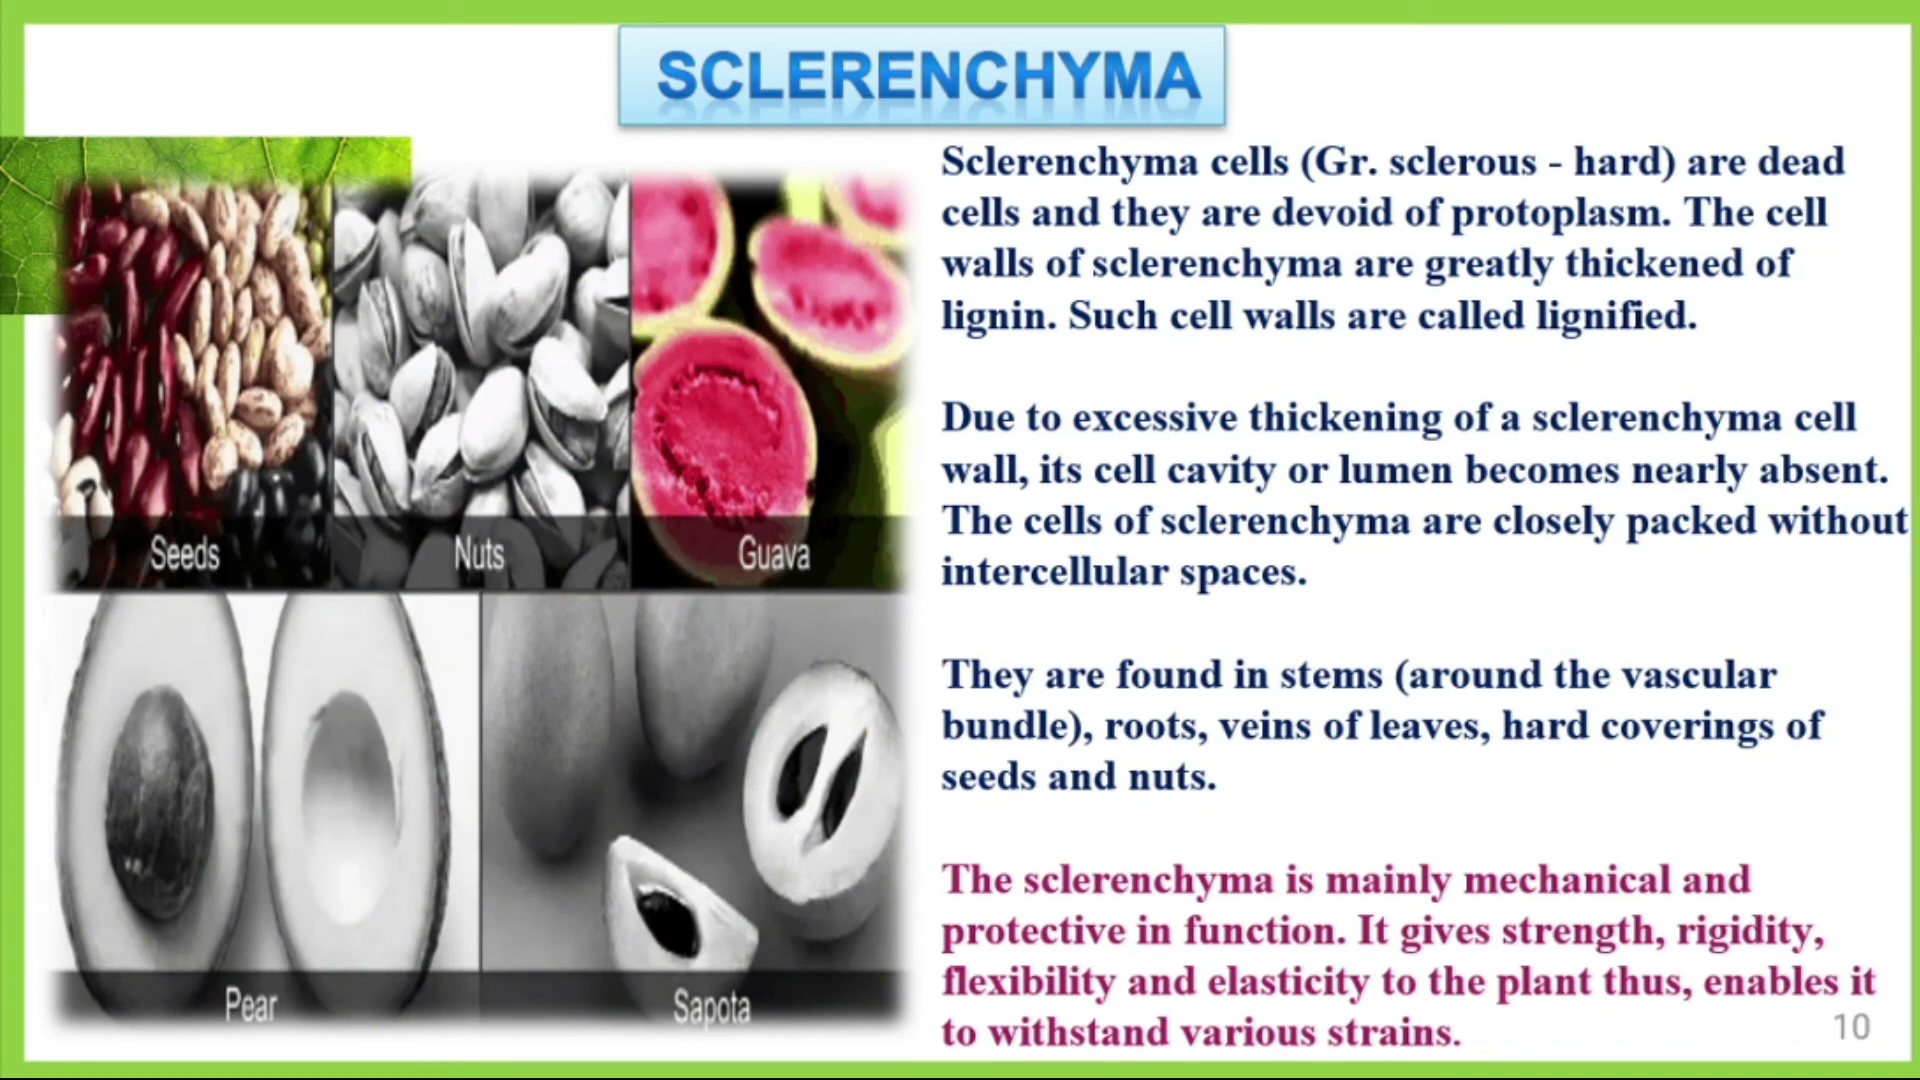 SCLERENCHYMA
Sclerenchyma cells (Gr. sclerous - hard) are dead
cells and they are devoid of protoplasm. The cell
walls of sclerenchyma are greatly thickened of
lignin. Such cell walls are called lignified.
Due to excessive thickening of a sclerenchyma cell
wall, its cell cavity or lumen becomes nearly absent.
The cells of sclerenchyma are closely packed without
intercellular spaces.
They are found in stems (around the vascular
bundle), roots, veins of leaves, hard coverings of
seeds and nuts.
The sclerenchyma is mainly mechanical and
protective in function. It gives strength, rigidity,
flexibility and elasticity to the plant thus, enables it
to withstand various strains.
Seeds
Nuts
Guava
Pear
Sapota
10